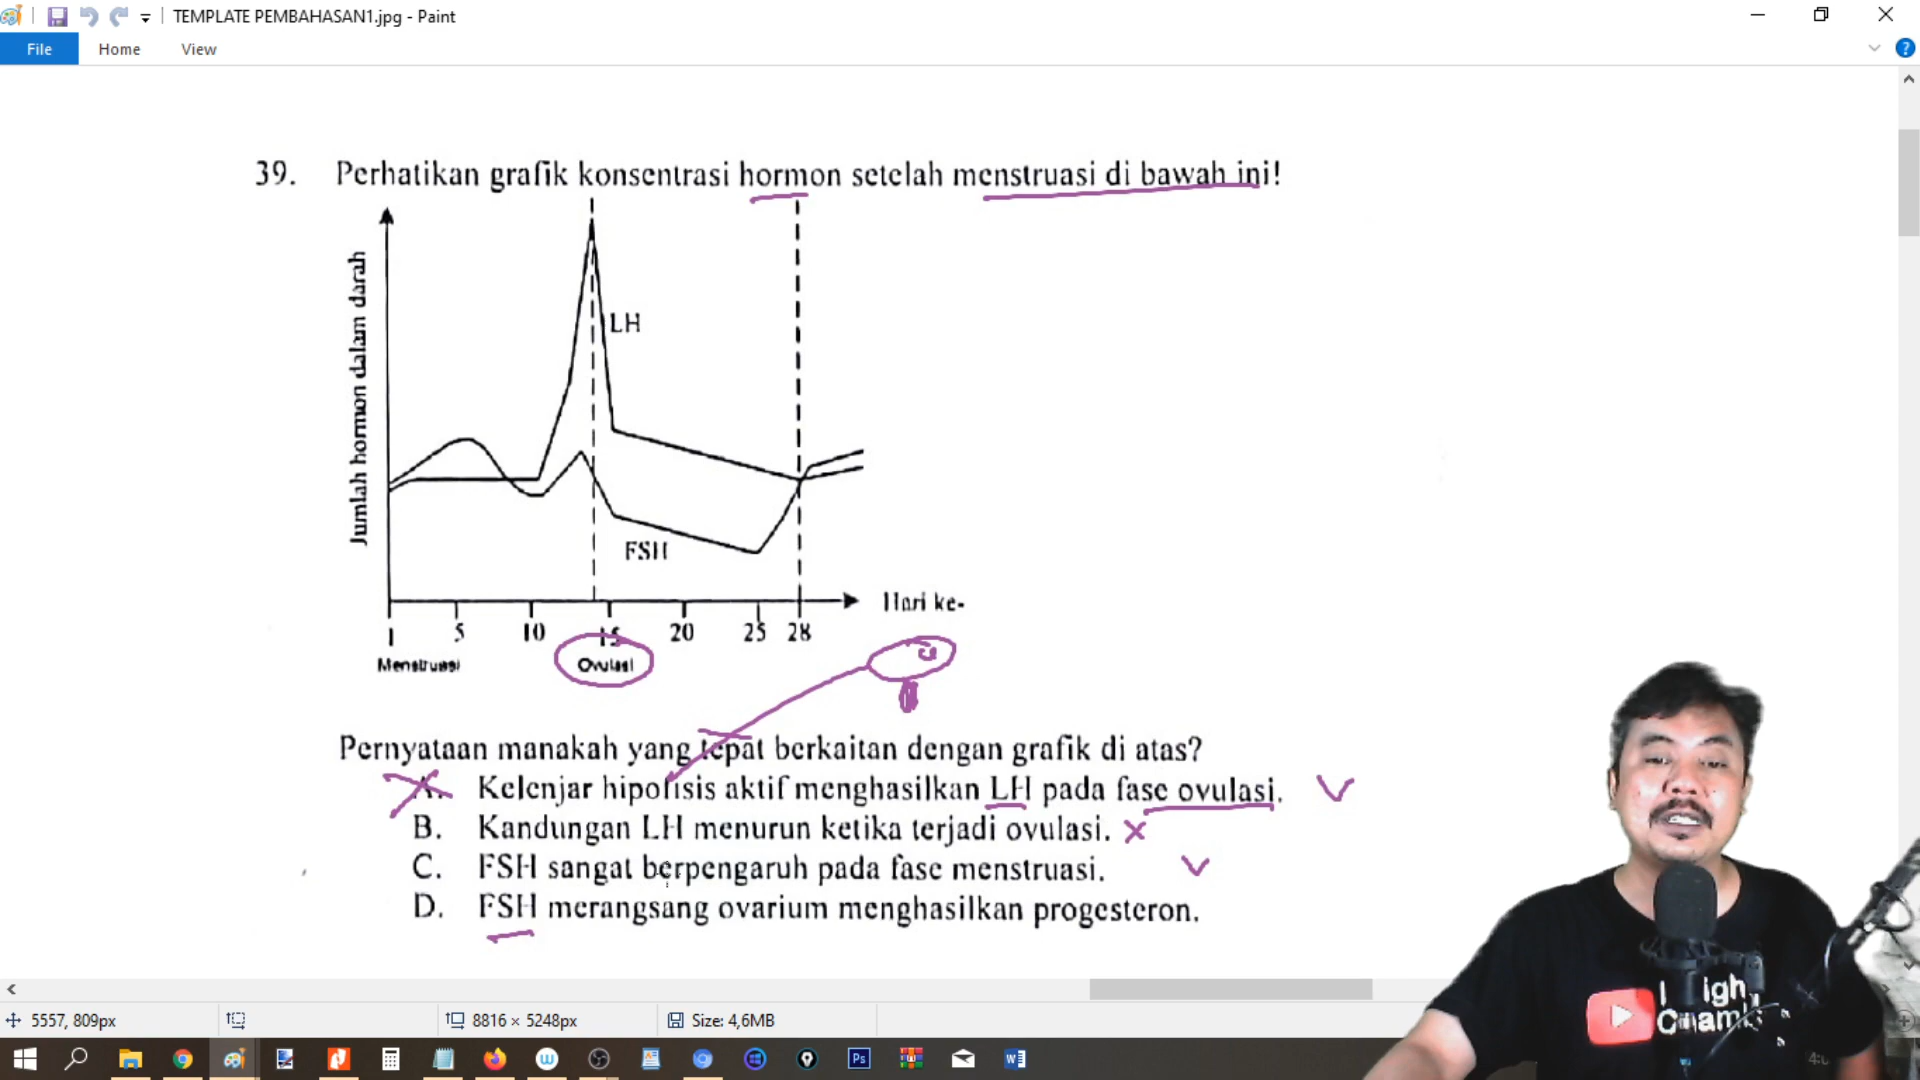 TEMPLATE PEMBAHASAN1.jpg - Paint
File Home View
39. Perhatikan grafik konsentrasi hormon setelah menstruasi di bawah ini!
Jumlah hormon dalam darah
LH
FSH
Hari ke-
1 5 10 15 20 25 28
Menstruasi Ovulasi
Pernyataan manakah yang tepat berkaitan dengan grafik di atas?
A. Kelenjar hipofisis aktif menghasilkan LH pada fase ovulasi.
B. Kandungan LH menurun ketika terjadi ovulasi.
C. FSH sangat berpengaruh pada fase menstruasi.
D. FSH merangsang ovarium menghasilkan progesteron.
5557, 809px 8816 × 5248px Size: 4,6MB
Ps